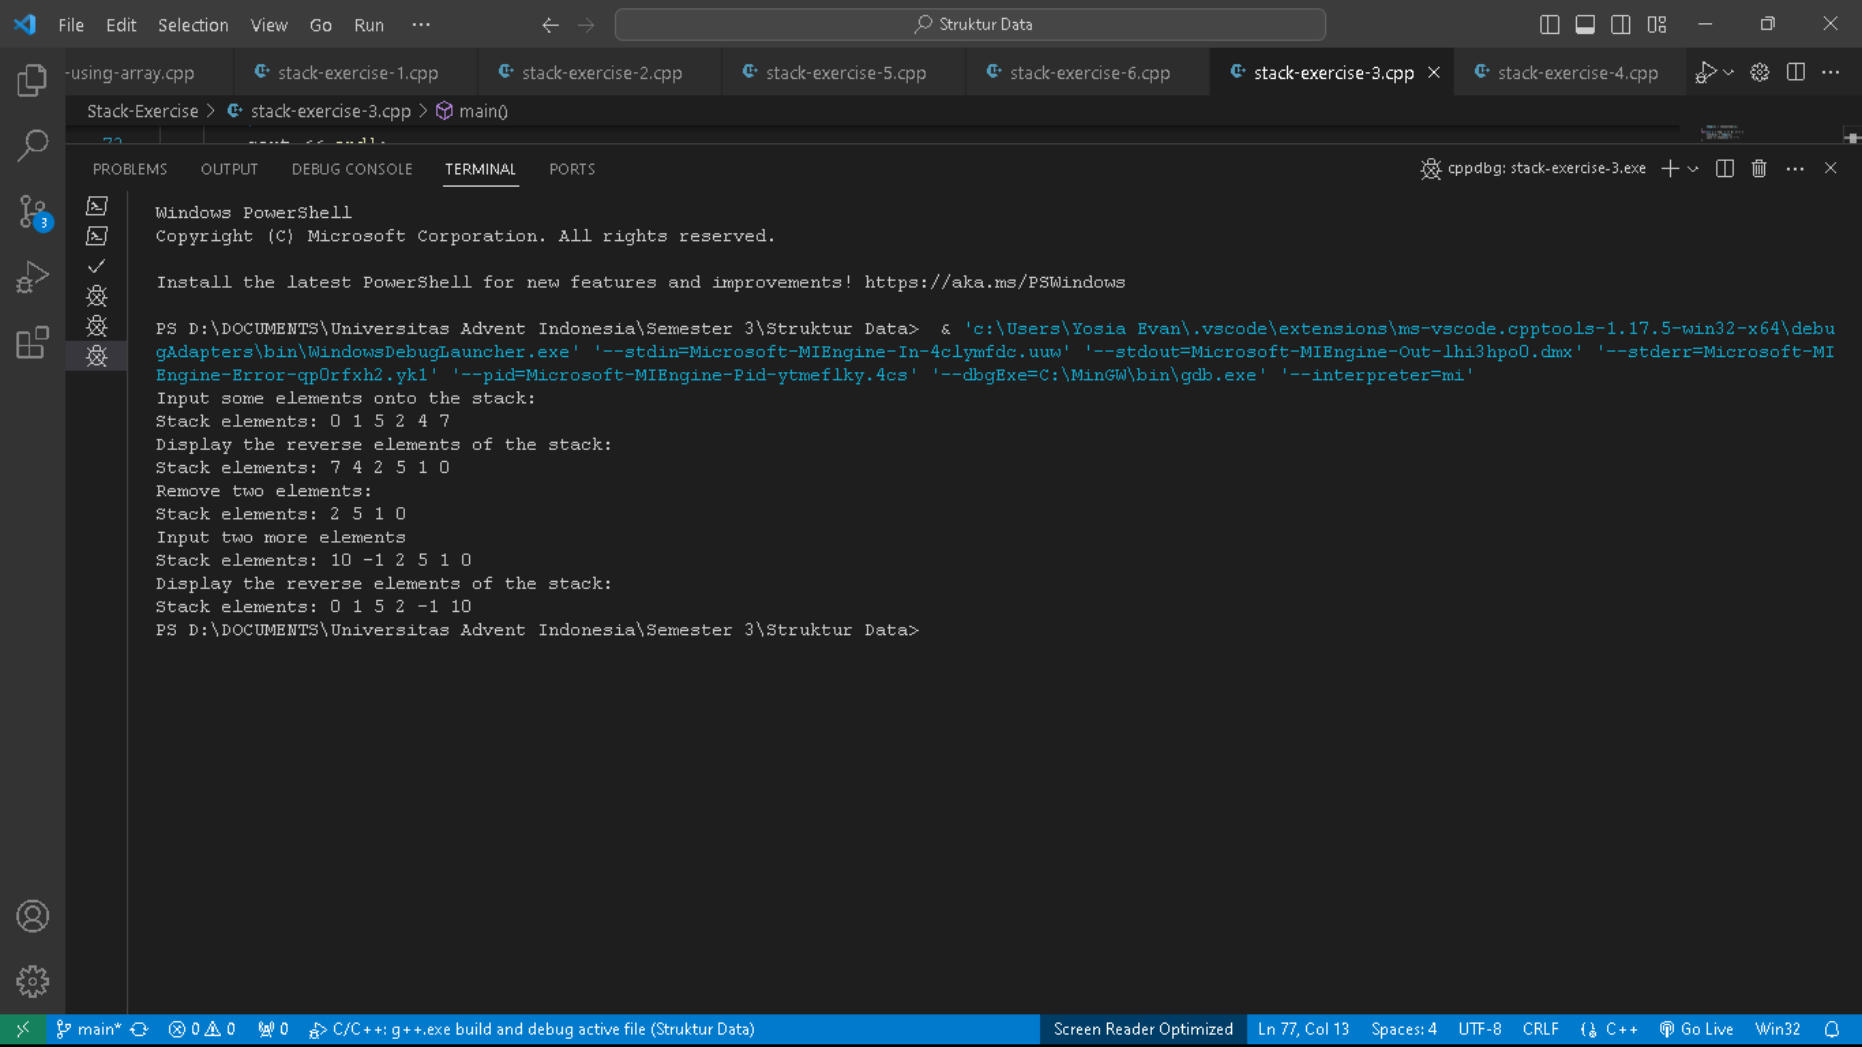 File Edit Selection View Go Run ··· Struktur Data
-using-array.cpp stack-exercise-1.cpp stack-exercise-2.cpp stack-exercise-5.cpp stack-exercise-6.cpp stack-exercise-3.cpp stack-exercise-4.cpp
Stack-Exercise > stack-exercise-3.cpp > main()
PROBLEMS OUTPUT DEBUG CONSOLE TERMINAL PORTS cppdbg: stack-exercise-3.exe
Windows PowerShell
Copyright (C) Microsoft Corporation. All rights reserved.
3
Install the latest PowerShell for new features and improvements! https://aka.ms/PSWindows
PS D:\DOCUMENTS\Universitas Advent Indonesia\Semester 3\Struktur Data>  & 'c:\Users\Yosia Evan\.vscode\extensions\ms-vscode.cpptools-1.17.5-win32-x64\debu
gAdapters\bin\WindowsDebugLauncher.exe' '--stdin=Microsoft-MIEngine-In-4clymfdc.uuw' '--stdout=Microsoft-MIEngine-Out-lhi3hpo0.dmx' '--stderr=Microsoft-MI
Engine-Error-qp0rfxh2.yk1' '--pid=Microsoft-MIEngine-Pid-ytmeflky.4cs' '--dbgExe=C:\MinGW\bin\gdb.exe' '--interpreter=mi'
Input some elements onto the stack:
Stack elements: 0 1 5 2 4 7
Display the reverse elements of the stack:
Stack elements: 7 4 2 5 1 0
Remove two elements:
Stack elements: 2 5 1 0
Input two more elements
Stack elements: 10 -1 2 5 1 0
Display the reverse elements of the stack:
Stack elements: 0 1 5 2 -1 10
PS D:\DOCUMENTS\Universitas Advent Indonesia\Semester 3\Struktur Data>
main* 0 0 0 C/C++: g++.exe build and debug active file (Struktur Data) Screen Reader Optimized Ln 77, Col 13 Spaces: 4 UTF-8 CRLF C++ Go Live Win32